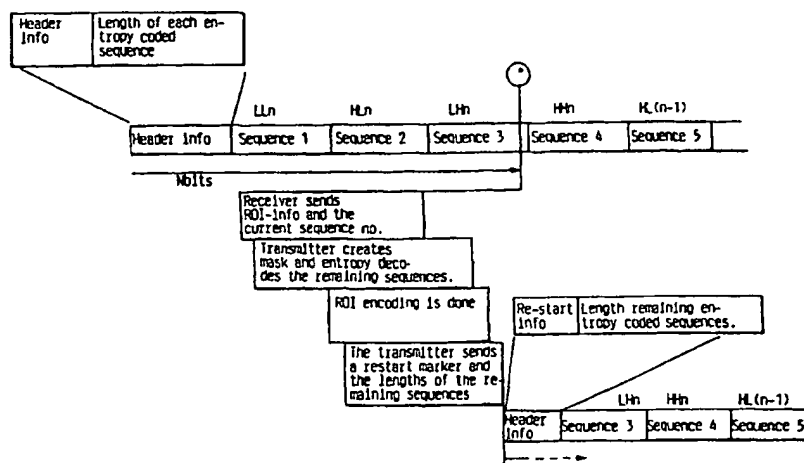 Header Info
Length of each en-
tropy coded
sequence
LLn HLn LHn HHn HL(n-1)
Header info Sequence 1 Sequence 2 Sequence 3 Sequence 4 Sequence 5
Nbits
Receiver sends
ROI-info and the
current sequence no.
Transmitter creates
mask and entropy deco-
des the remaining sequences.
ROI encoding is done
The transmitter sends
a restart marker and
the lengths of the re-
maining sequences
Re-start info
Length remaining en-
tropy coded sequences.
LHn HHn HL(n-1)
Header info Sequence 3 Sequence 4 Sequence 5